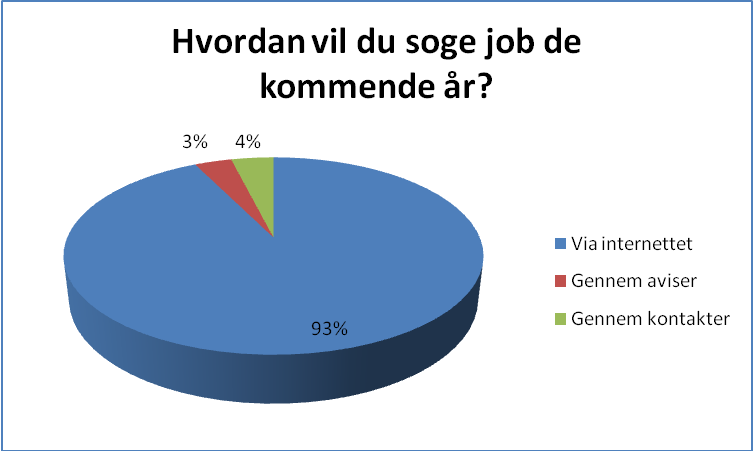 Hvordan vil du soge job de
kommende år?
3%
4%
93%
Via internettet
Gennem aviser
Gennem kontakter